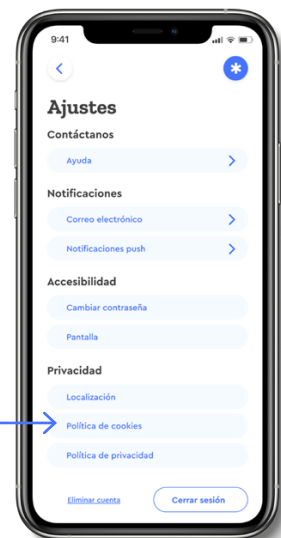 9:41
Ajustes
Contáctanos
Ayuda
Notificaciones
Correo electrónico
Notificaciones push
Accesibilidad
Cambiar contraseña
Pantalla
Privacidad
Localización
Política de cookies
Política de privacidad
Eliminar cuenta Cerrar sesión